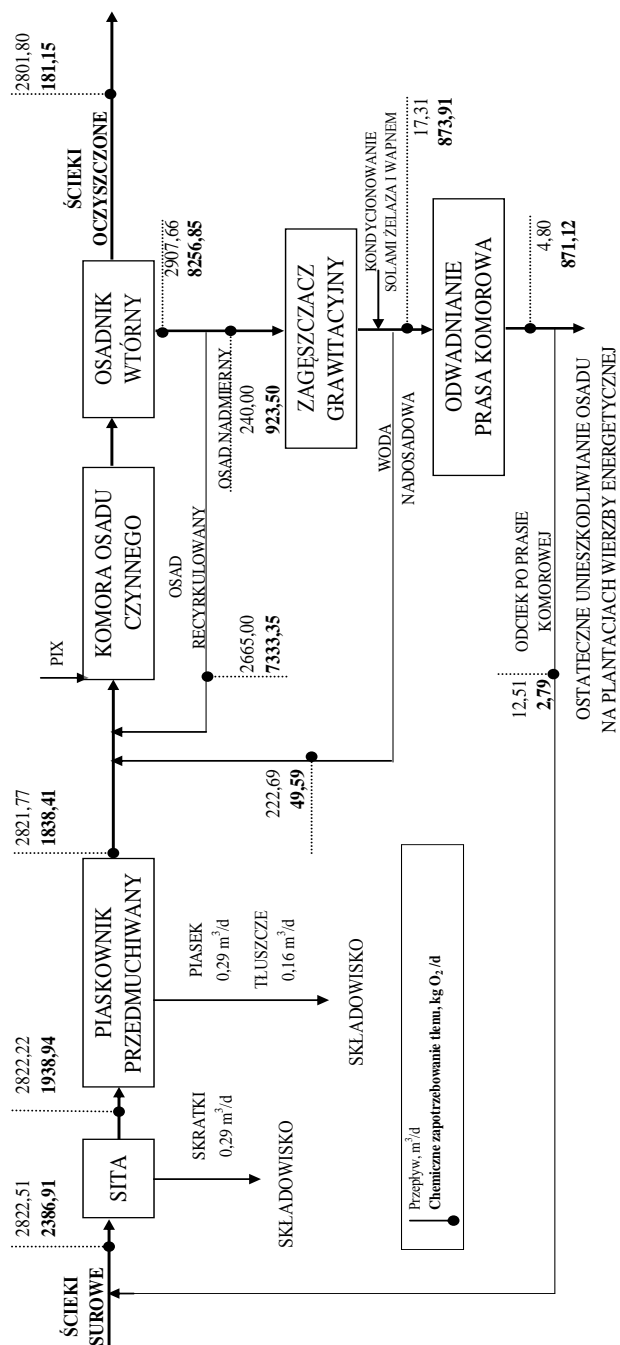 ŚCIEKI
SUROWE
2822,51
2386,91
SITA
SKRATKI
0,29 m³/d
SKŁADOWISKO
2822,22
1938,94
PIASKOWNIK
PRZEDMUCHIWANY
PIASEK
0,29 m³/d
TŁUSZCZE
0,16 m³/d
SKŁADOWISKO
2821,77
1838,41
222,69
49,59
PIX
KOMORA OSADU
CZYNNEGO
OSAD
RECYRKULOWANY
2665,00
7333,35
OSADNIK
WTÓRNY
2907,66
8256,85
ŚCIEKI
OCZYSZCZONE
2801,80
181,15
OSAD NADMIERNY
240,00
923,50
ZAGĘSZCZACZ
GRAWITACYJNY
WODA
NADOSADOWA
KONDYCJONOWANIE
SOLAMI ŻELAZA I WAPNEM
17,31
873,91
ODWADNIANIE
PRASA KOMOROWA
4,80
871,12
ODCIEK PO PRASIE
KOMOROWEJ
12,51
2,79
OSTATECZNE UNIESZKODLIWIANIE OSADU
NA PLANTACJACH WIERZBY ENERGETYCZNEJ
Przepływ, m³/d
Chemiczne zapotrzebowanie tlenu, kg O₂ /d